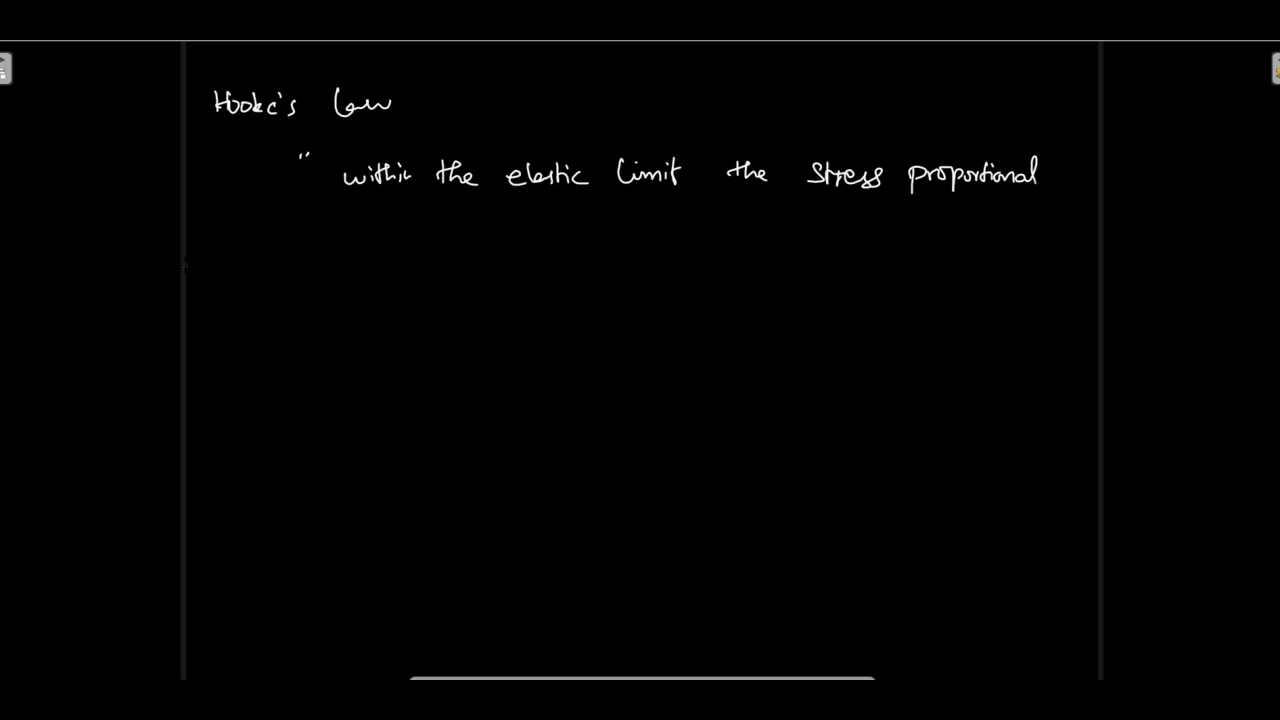 Hooke's law
" within the elastic limit the stress proportional